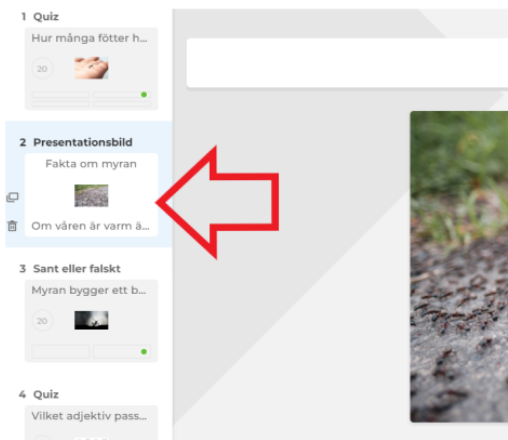 1 Quiz
Hur många fötter h...
20
2 Presentationsbild
Fakta om myran
Om våren är varm ä...
3 Sant eller falskt
Myran bygger ett b...
20
4 Quiz
Vilket adjektiv pass...